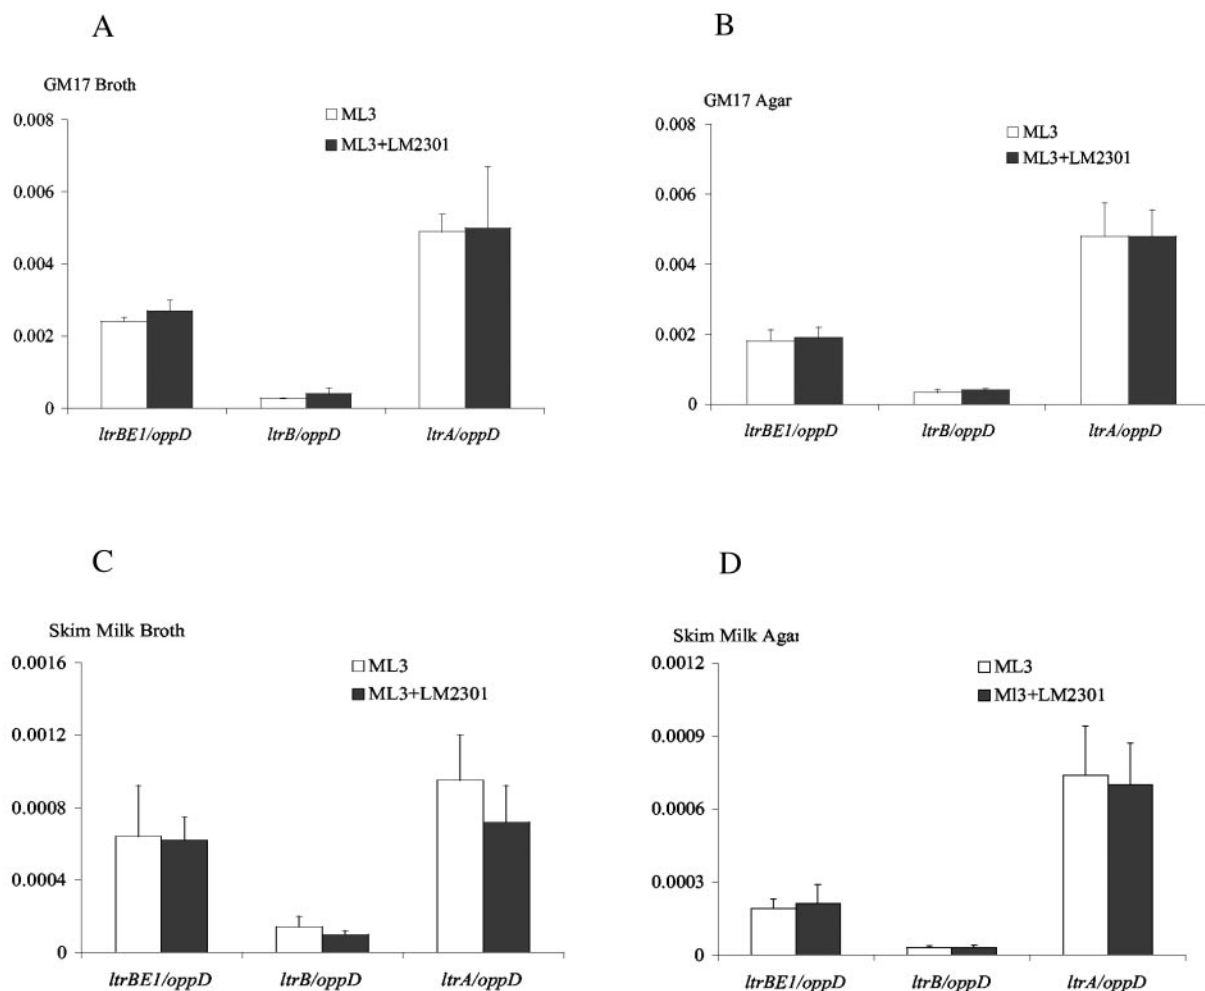 A
GM17 Broth
ML3
ML3+LM2301
0.008
0.006
0.004
0.002
0
ltrBE1/oppD
ltrB/oppD
ltrA/oppD
B
GM17 Agar
ML3
ML3+LM2301
0.008
0.006
0.004
0.002
0
ltrBE1/oppD
ltrB/oppD
ltrA/oppD
C
Skim Milk Broth
ML3
ML3+LM2301
0.0016
0.0012
0.0008
0.0004
0
ltrBE1/oppD
ltrB/oppD
ltrA/oppD
D
Skim Milk Agar
ML3
Ml3+LM2301
0.0012
0.0009
0.0006
0.0003
0
ltrBE1/oppD
ltrB/oppD
ltrA/oppD